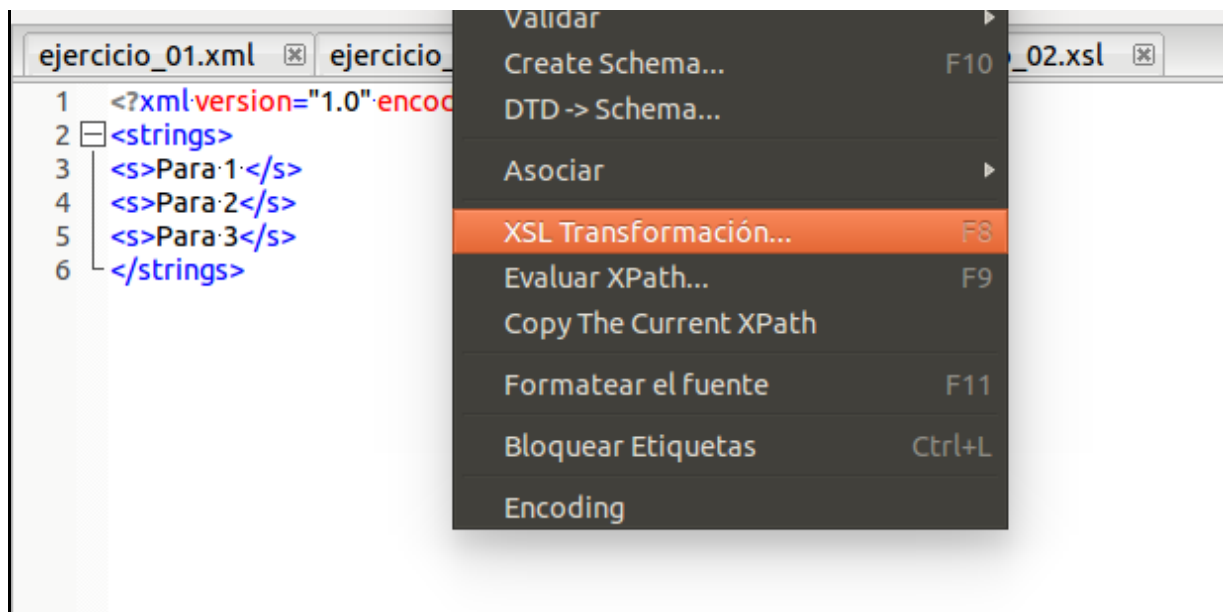 Validar
ejercicio_01.xml ejercicio_ _02.xsl
Create Schema... F10
DTD -> Schema...
Asociar
XSL Transformación... F8
Evaluar XPath... F9
Copy The Current XPath
Formatear el fuente F11
Bloquear Etiquetas Ctrl+L
Encoding
1 <?xml·version="1.0"·encod
2 <strings>
3 <s>Para·1·</s>
4 <s>Para·2</s>
5 <s>Para·3</s>
6 </strings>